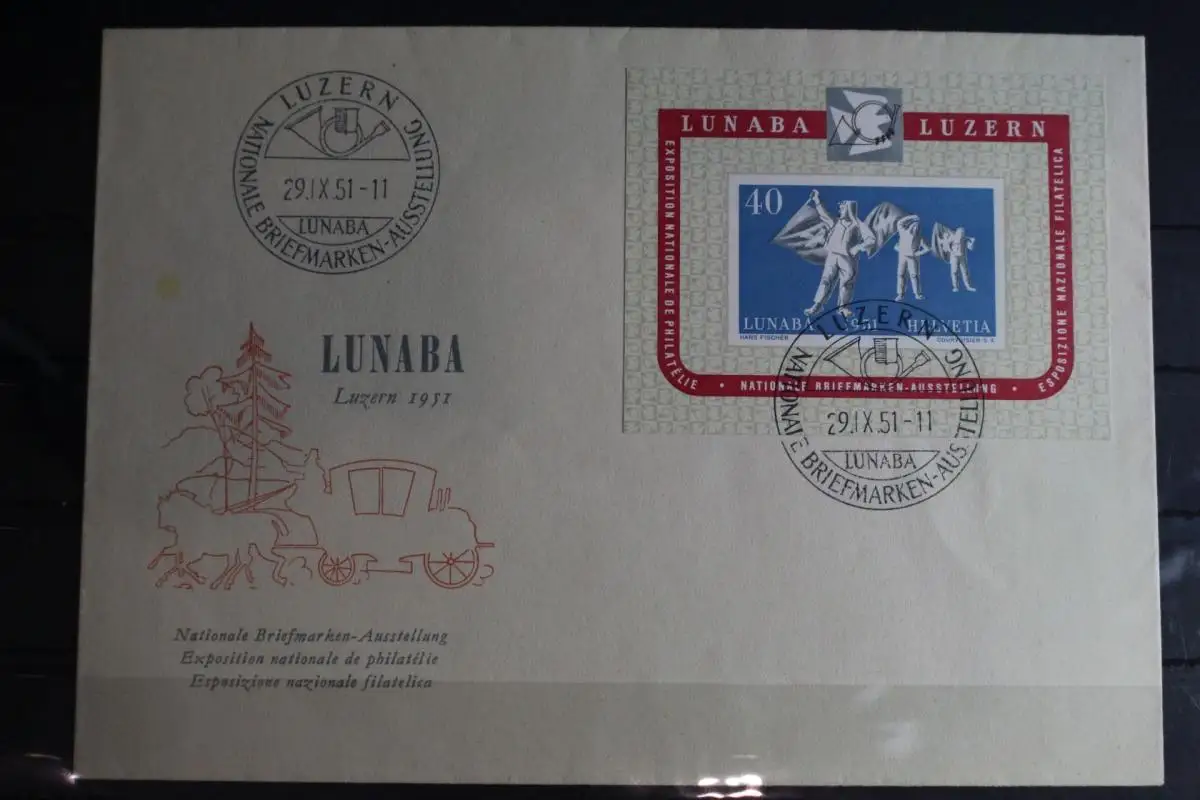 LUZERN
NATIONALE BRIEFMARKEN-AUSSTELLUNG
29.IX.51-11
LUNABA
LUNABA
Luzern 1951
Nationale Briefmarken-Ausstellung
Exposition nationale de philatélie
Esposizione nazionale filatelica
LUNABA LUZERN
EXPOSITION NATIONALE DE PHILATÉLIE
40
LUNABA 1951 HELVETIA
HANS FISCHER COURVOISIER S.A.
• NATIONALE BRIEFMARKEN-AUSSTELLUNG •
ESPOSIZIONE NAZIONALE FILATELICA
LUZERN
NATIONALE BRIEFMARKEN-AUSSTELLUNG
29.IX.51-11
LUNABA